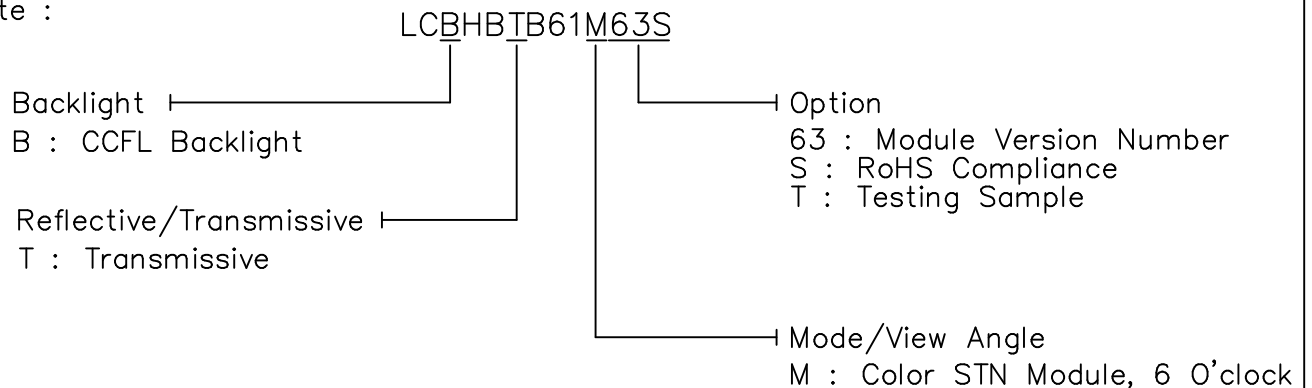 te :
LCBHBTB61M63S
Backlight
B : CCFL Backlight
Reflective/Transmissive
T : Transmissive
Option
63 : Module Version Number
S : RoHS Compliance
T : Testing Sample
Mode/View Angle
M : Color STN Module, 6 O'clock